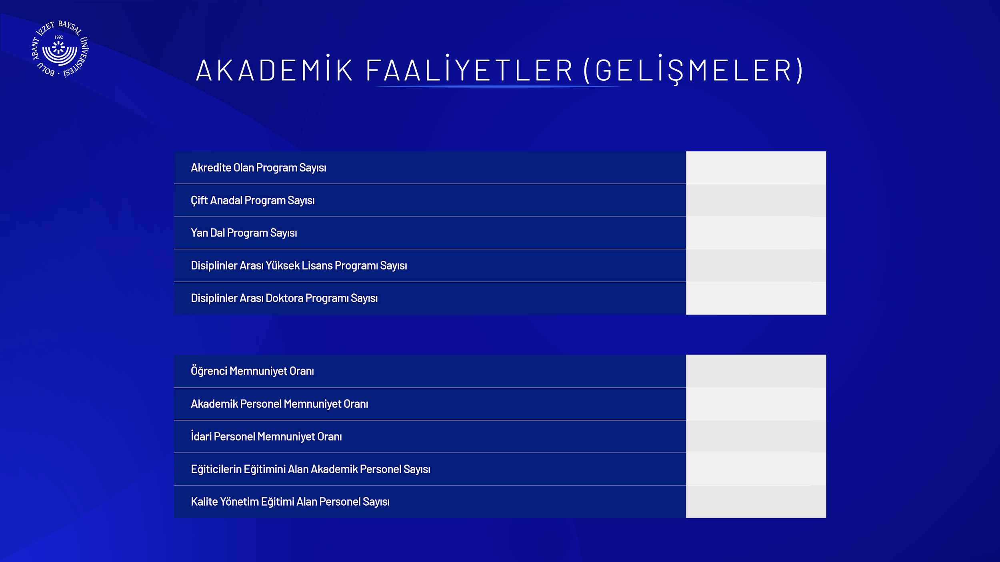 BOLU ABANT İZZET BAYSAL ÜNİVERSİTESİ ·
1992
AKADEMİK FAALİYETLER (GELİŞMELER)
Akredite Olan Program Sayısı
Çift Anadal Program Sayısı
Yan Dal Program Sayısı
Disiplinler Arası Yüksek Lisans Programı Sayısı
Disiplinler Arası Doktora Programı Sayısı
Öğrenci Memnuniyet Oranı
Akademik Personel Memnuniyet Oranı
İdari Personel Memnuniyet Oranı
Eğiticilerin Eğitimini Alan Akademik Personel Sayısı
Kalite Yönetim Eğitimi Alan Personel Sayısı